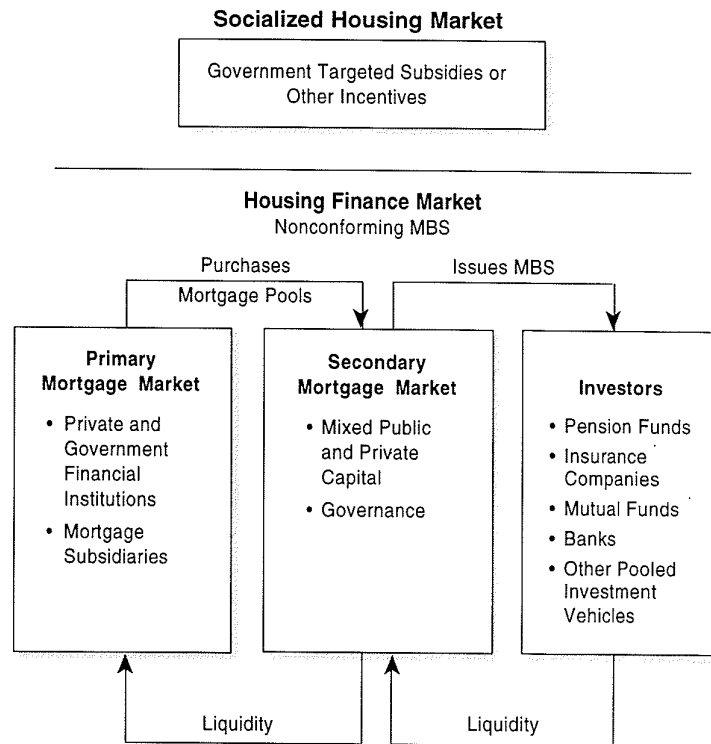 Socialized Housing Market
Government Targeted Subsidies or
Other Incentives
Housing Finance Market
Nonconforming MBS
Purchases
Mortgage Pools
Issues MBS
Primary
Mortgage Market
• Private and
Government
Financial
Institutions
• Mortgage
Subsidiaries
Secondary
Mortgage Market
• Mixed Public
and Private
Capital
• Governance
Investors
• Pension Funds
• Insurance
Companies
• Mutual Funds
• Banks
• Other Pooled
Investment
Vehicles
Liquidity
Liquidity